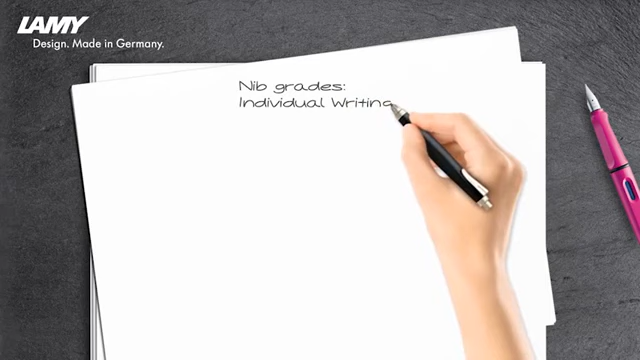 LAMY
Design. Made in Germany.
Nib grades:
Individual Writing